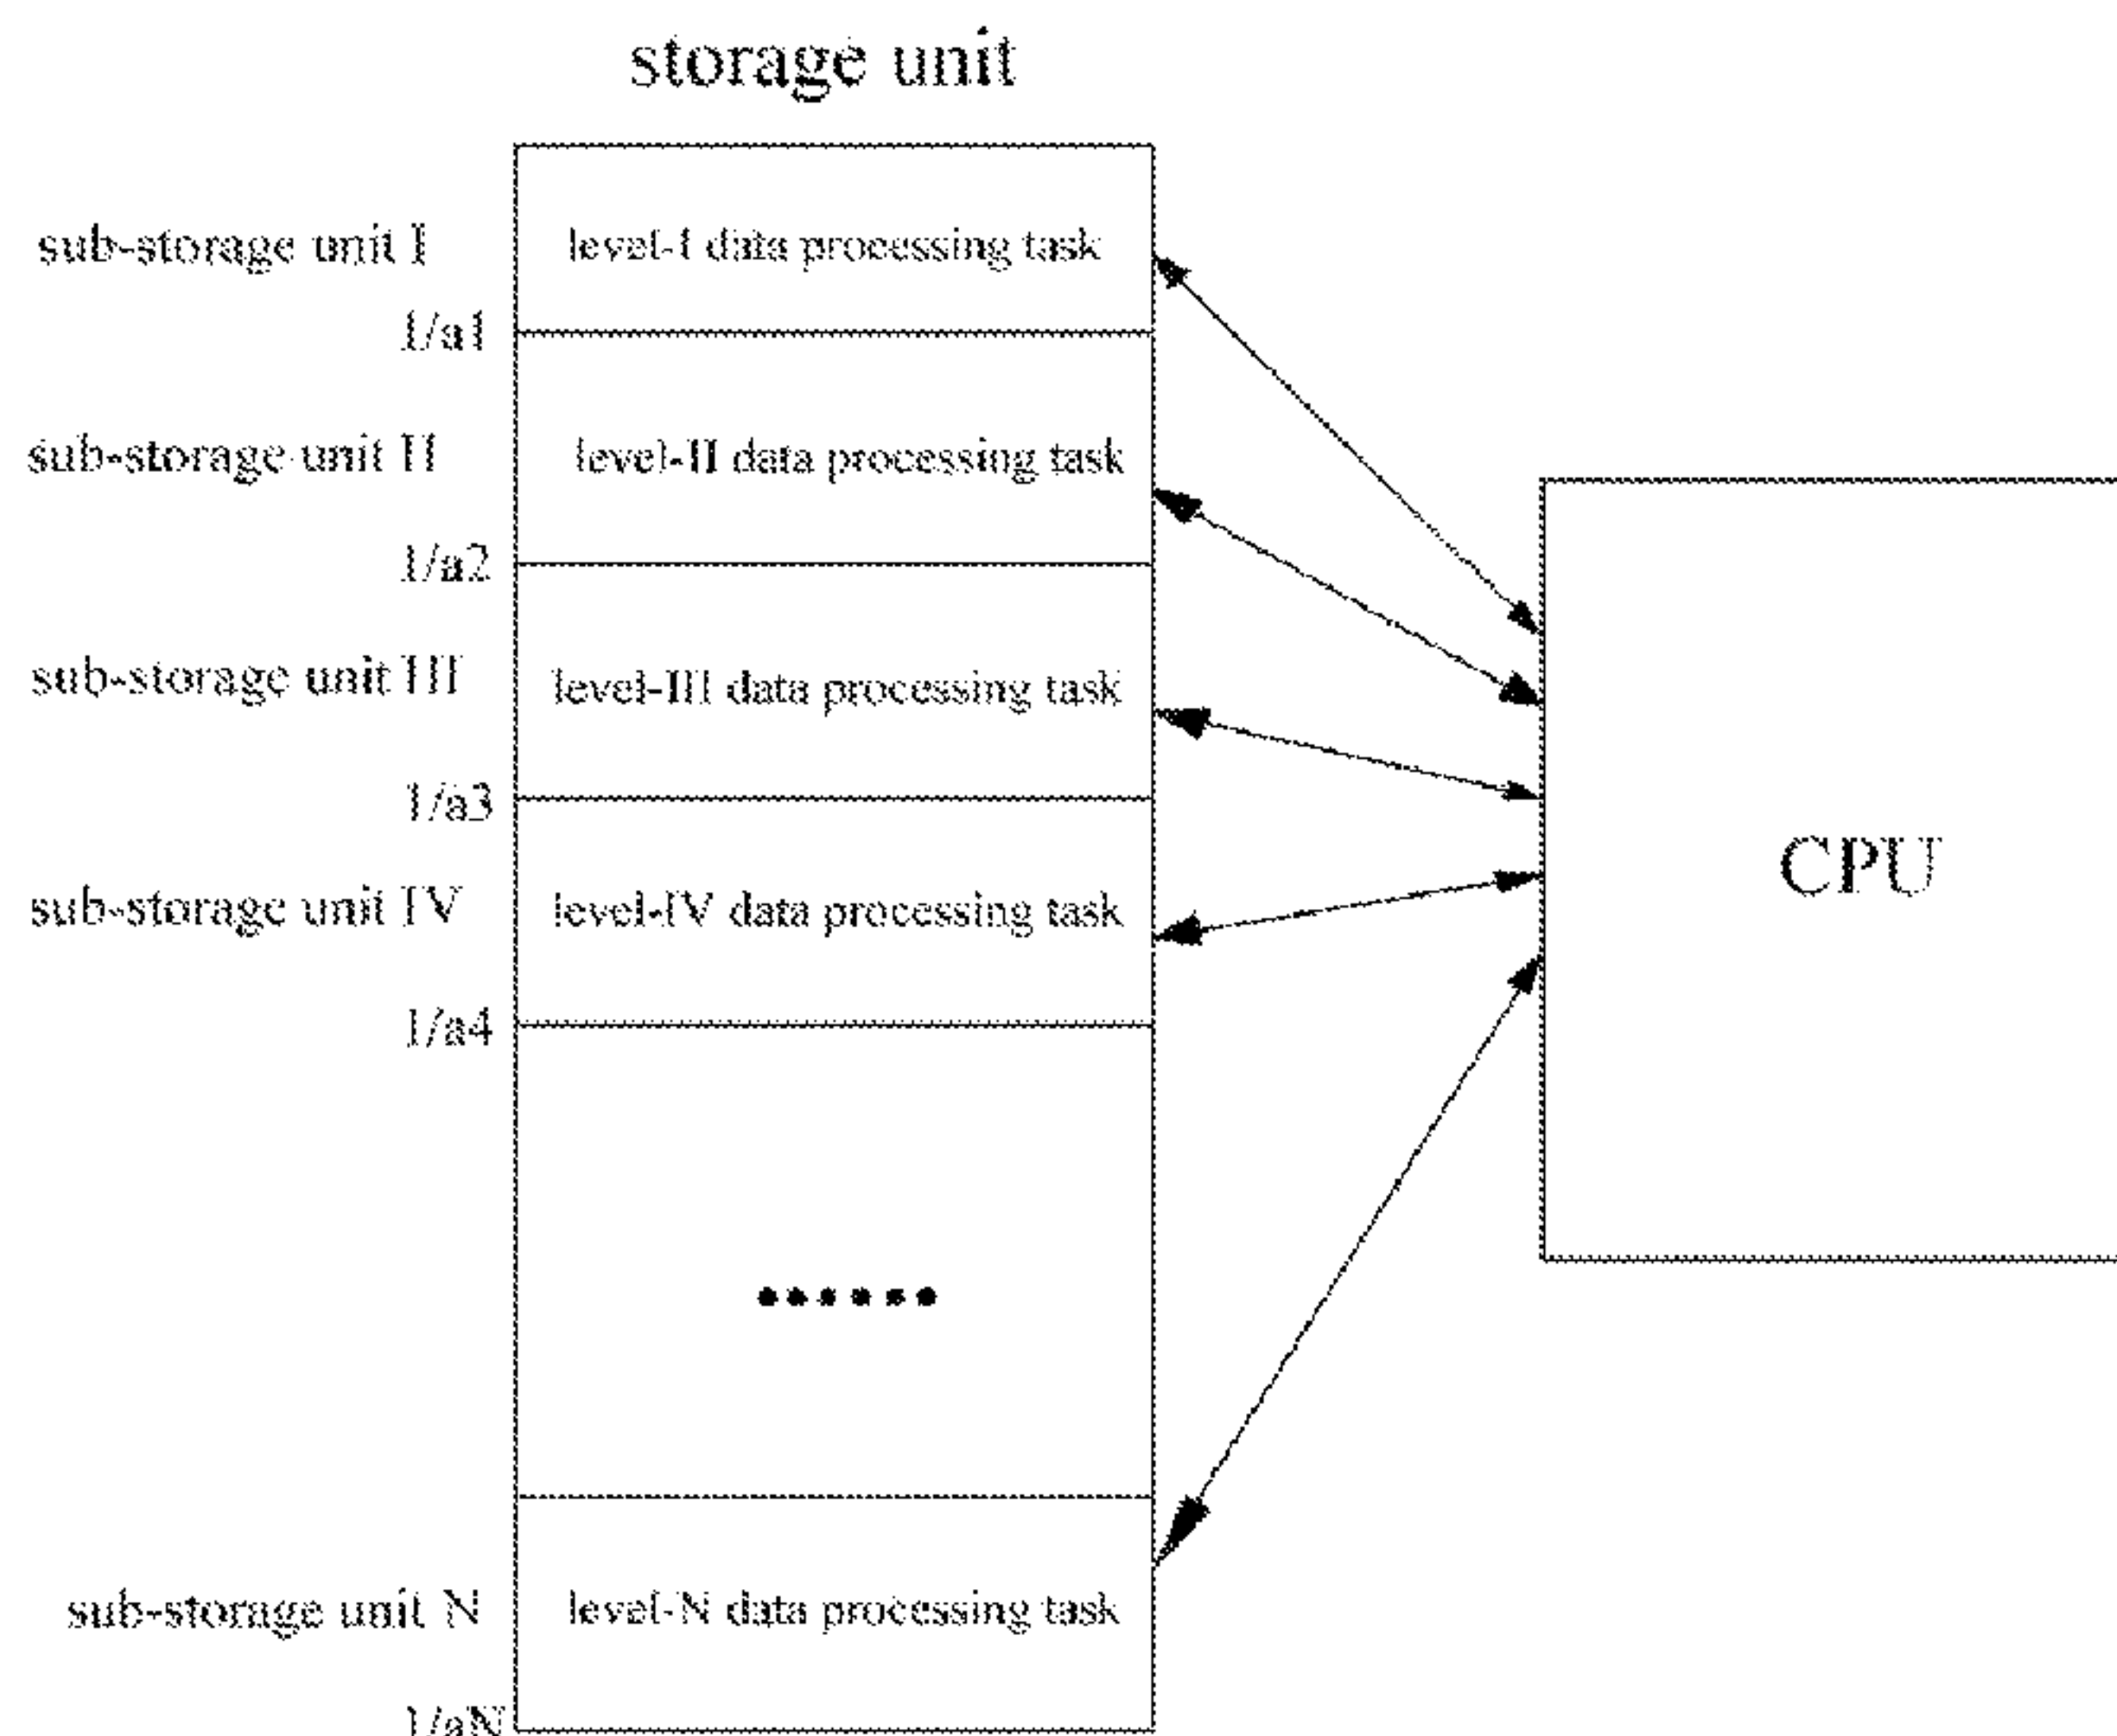 storage unit
sub-storage unit I
level-I data processing task
1/a1
sub-storage unit II
level-II data processing task
1/a2
sub-storage unit III
level-III data processing task
1/a3
sub-storage unit IV
level-IV data processing task
1/a4
CPU
......
sub-storage unit N
level-N data processing task
1/aN